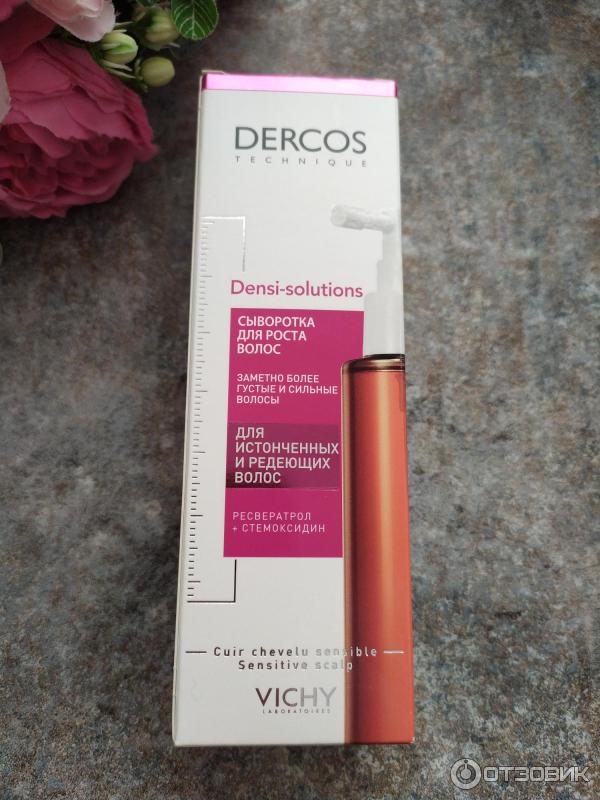 DERCOS
TECHNIQUE
Densi-solutions
СЫВОРОТКА
ДЛЯ РОСТА
ВОЛОС
ЗАМЕТНО БОЛЕЕ
ГУСТЫЕ И СИЛЬНЫЕ
ВОЛОСЫ
ДЛЯ
ИСТОНЧЕННЫХ
И РЕДЕЮЩИХ
ВОЛОС
РЕСВЕРАТРОЛ
+ СТЕМОКСИДИН
Cuir chevelu sensible
Sensitive scalp
VICHY
LABORATOIRES
ОТЗОВИК